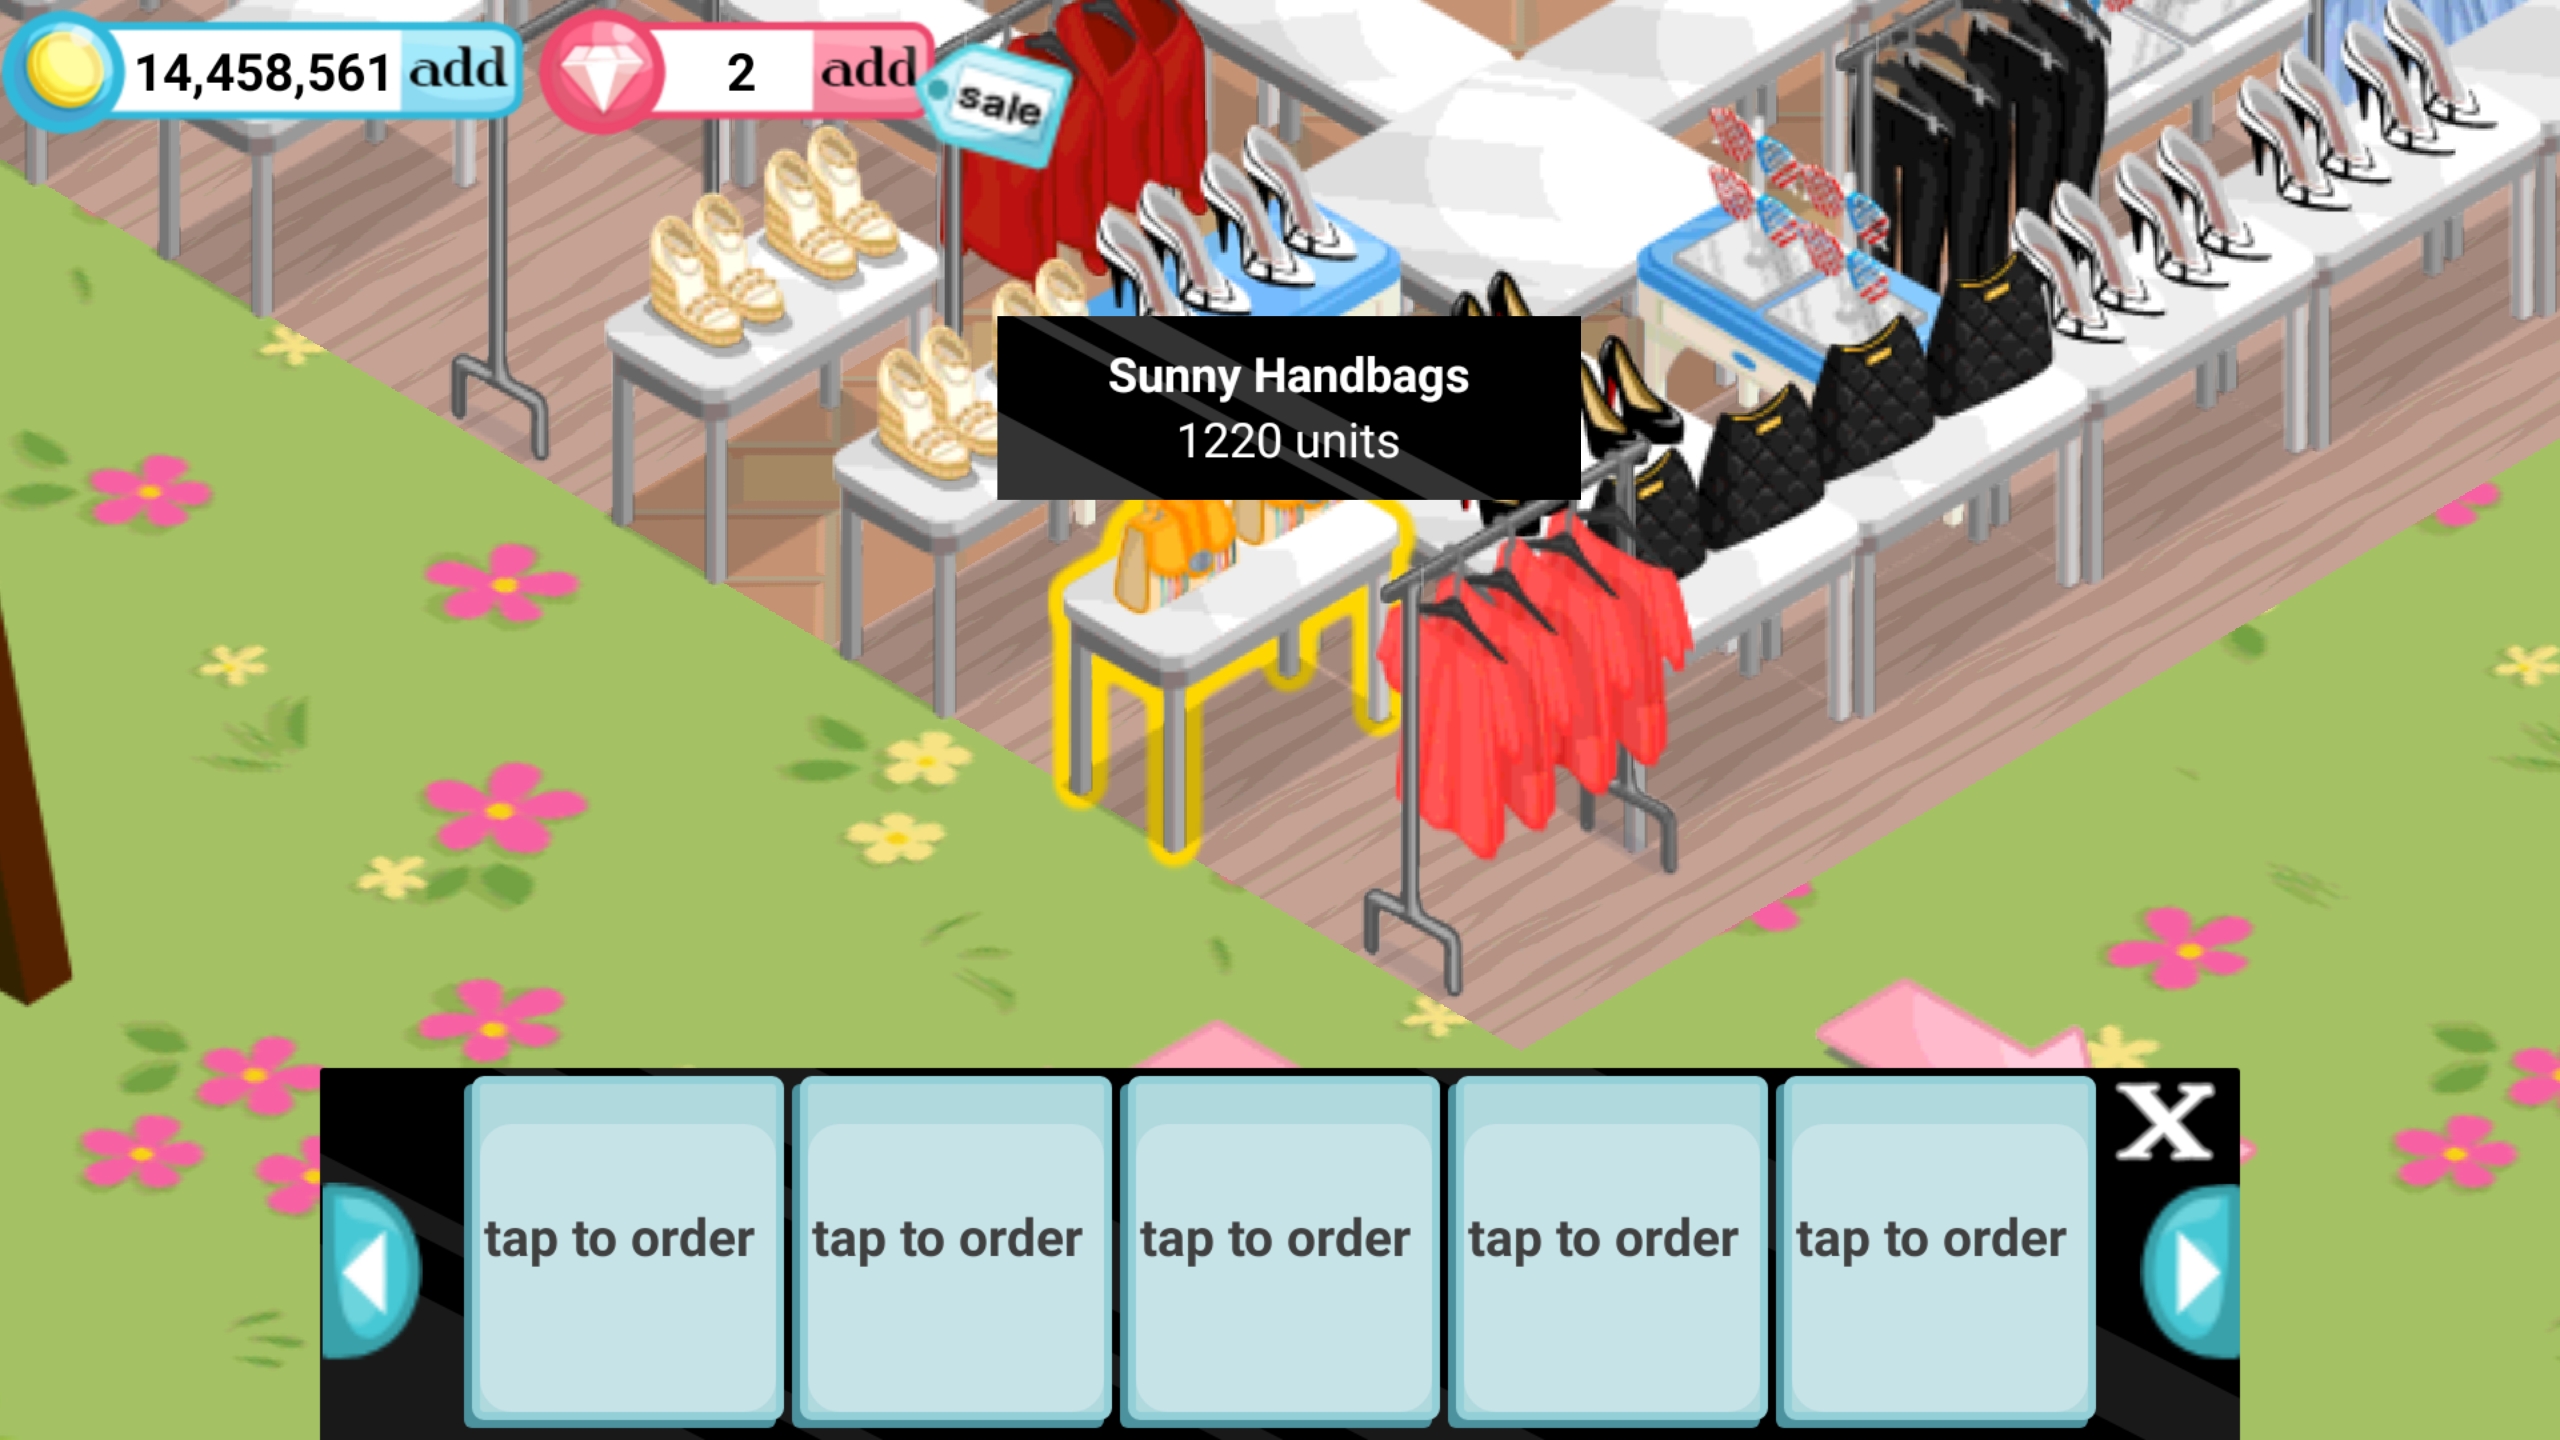 14,458,561 add
2 add
sale
Sunny Handbags
1220 units
tap to order
tap to order
tap to order
tap to order
tap to order
X